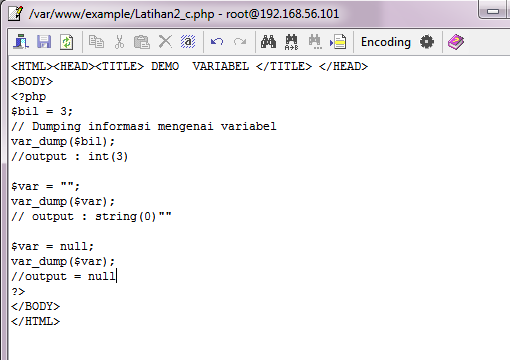 /var/www/example/Latihan2_c.php - root@192.168.56.101
Encoding
<HTML><HEAD><TITLE> DEMO  VARIABEL </TITLE> </HEAD>
<BODY>
<?php
$bil = 3;
// Dumping informasi mengenai variabel
var_dump($bil);
//output : int(3)

$var = "";
var_dump($var);
// output : string(0)""

$var = null;
var_dump($var);
//output = null
?>
</BODY>
</HTML>